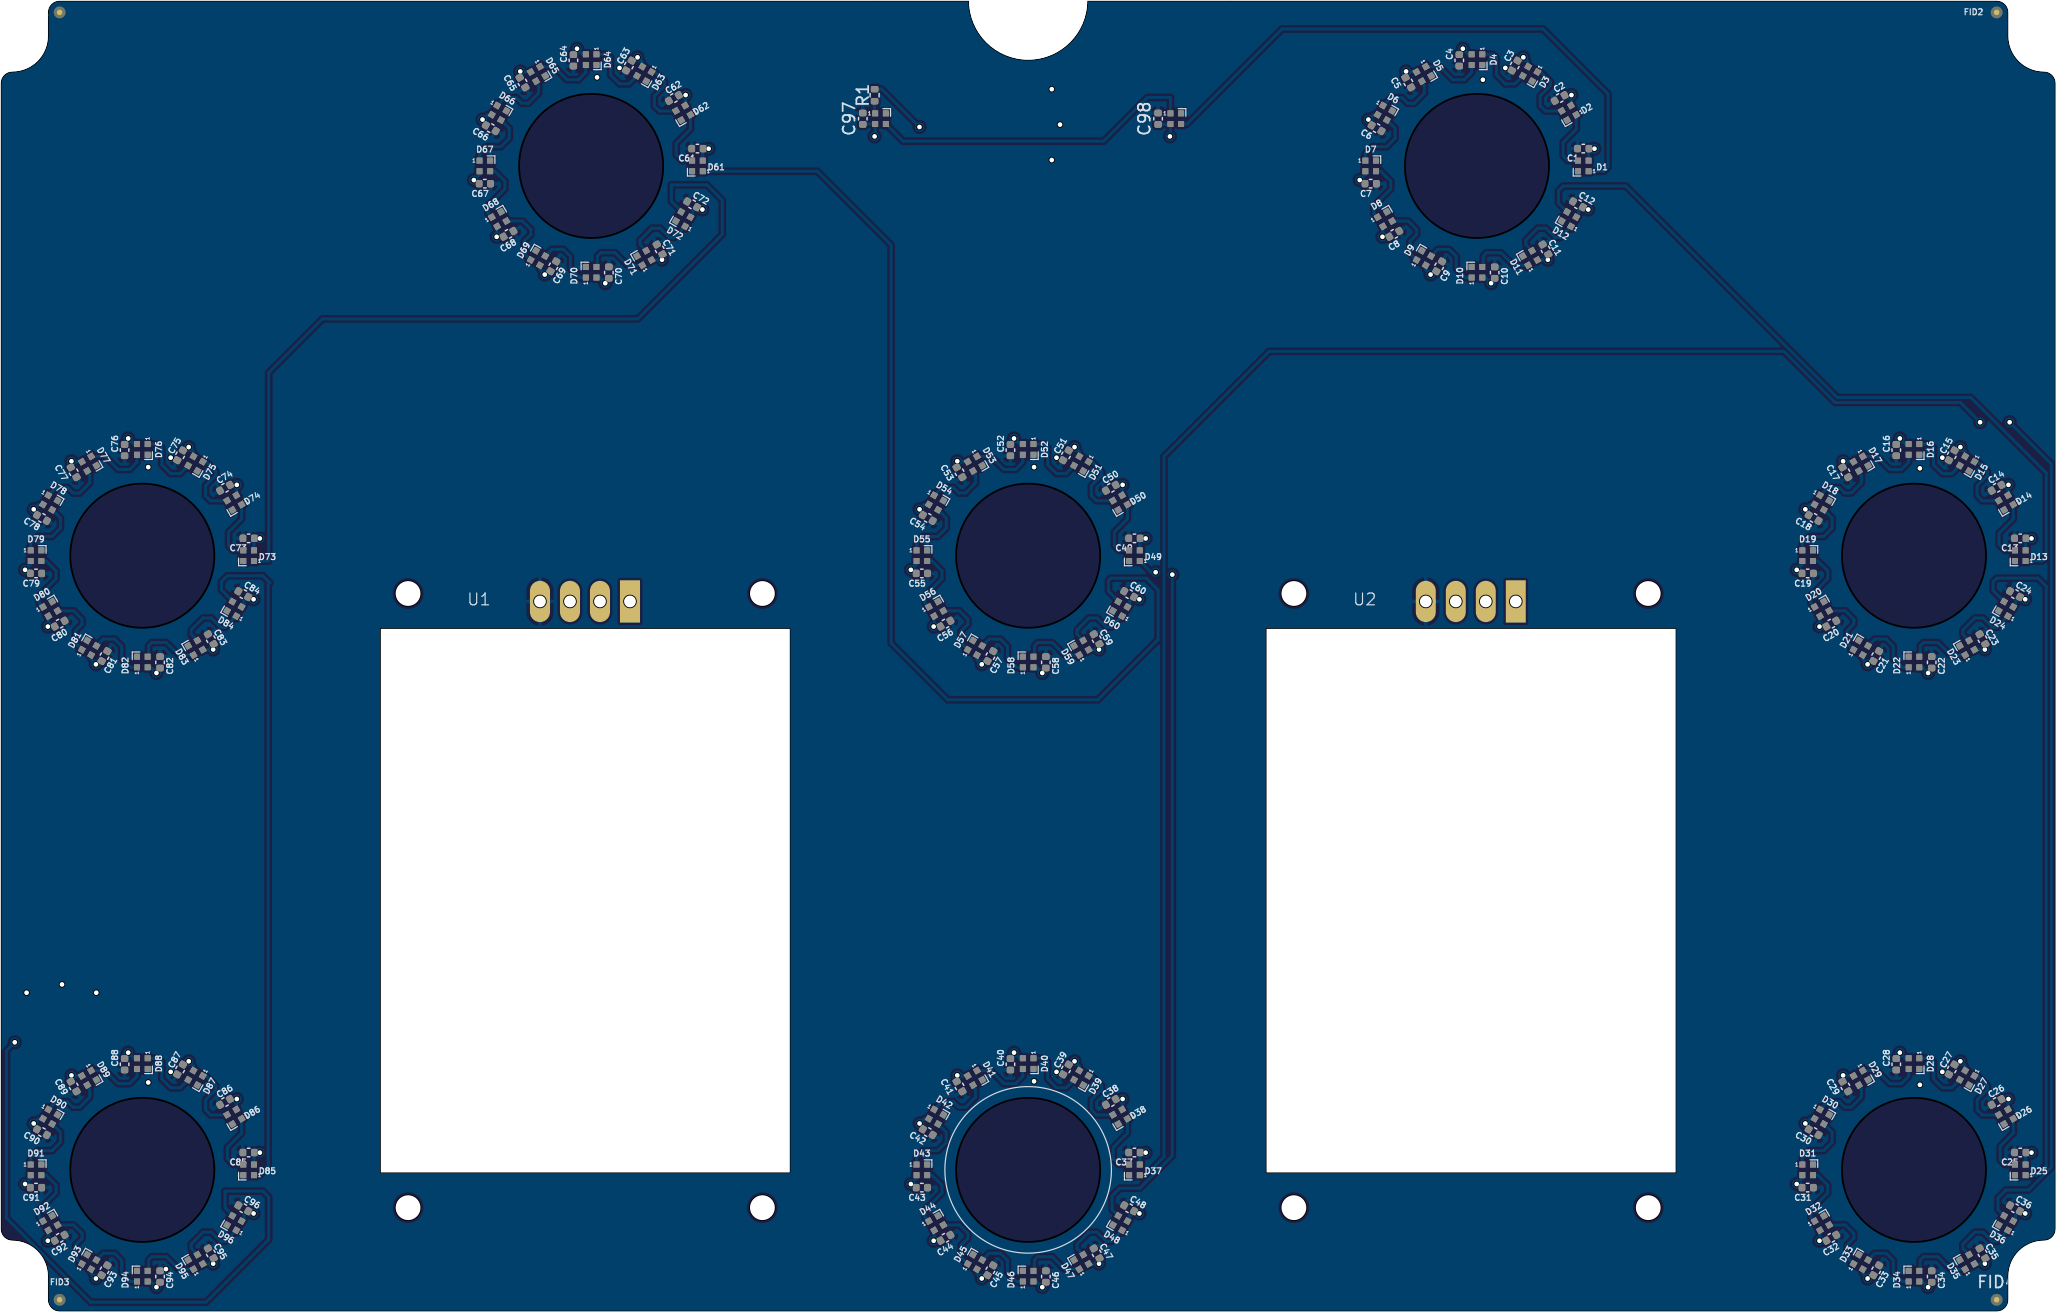 FID2
C64 D64 C63 D63 D65 C65 C62 D62 D66 C66 C61 D61 D67 C67 C72 D72 D68 C68 D69 C69 D70 C70 D71 C71
R1
C97
C98
C4 D4 C3 D3 D5 C5 C2 D2 D6 C6 C1 D1 D7 C7 C12 D12 D8 C8 D9 C9 D10 C10 D11 C11
C76 D76 C75 D75 D77 C77 C74 D74 D78 C78 C73 D73 D79 C79 C84 D84 D80 C80 D81 C81 D82 C82 D83 C83
C52 D52 C51 D51 D53 C53 C50 D50 D54 C54 C49 D49 D55 C55 C60 D60 D56 C56 D57 C57 D58 C58 D59 C59
C16 D16 C15 D15 D17 C17 C14 D14 D18 C18 C13 D13 D19 C19 C24 D24 D20 C20 D21 C21 D22 C22 D23 C23
U1
U2
C88 D88 C87 D87 D89 C89 C86 D86 D90 C90 C85 D85 D91 C91 C96 D96 D92 C92 D93 C93 D94 C94 D95 C95
C40 D40 C39 D39 D41 C41 C38 D38 D42 C42 C37 D37 D43 C43 C48 D48 D44 C44 D45 C45 D46 C46 D47 C47
C28 D28 C27 D27 D29 C29 C26 D26 D30 C30 C25 D25 D31 C31 C36 D36 D32 C32 D33 C33 D34 C34 D35 C35
FID3
FID4